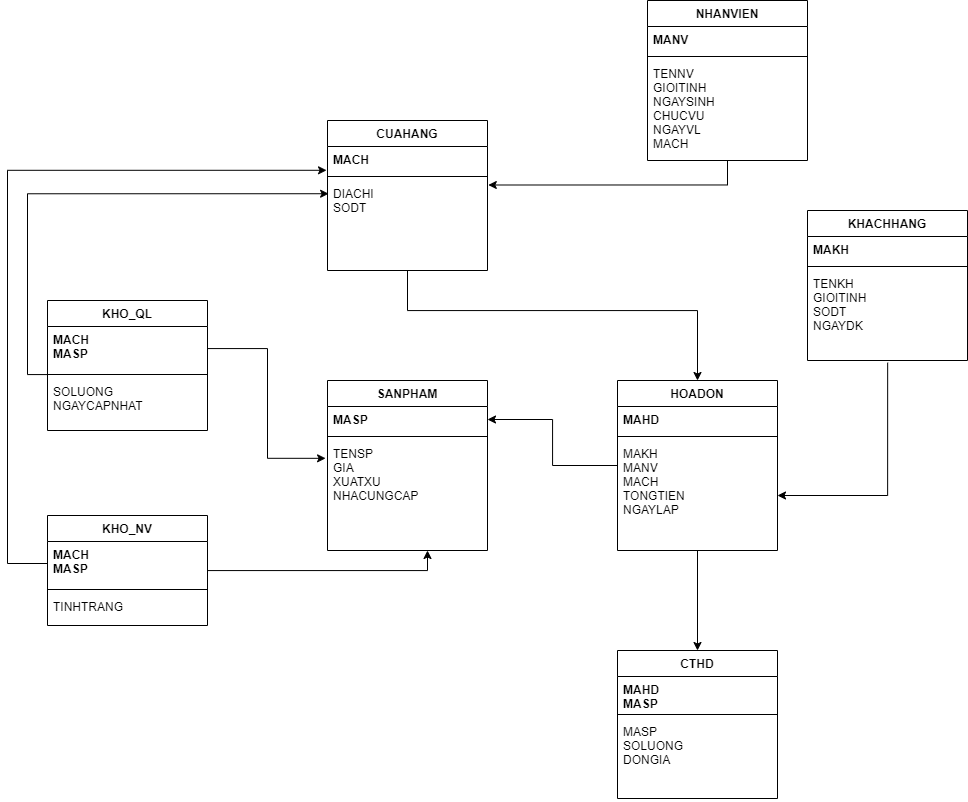 NHANVIEN
MANV
TENNV
GIOITINH
NGAYSINH
CHUCVU
NGAYVL
MACH
CUAHANG
MACH
DIACHI
SODT
KHACHHANG
MAKH
TENKH
GIOITINH
SODT
NGAYDK
KHO_QL
MACH
MASP
SOLUONG
NGAYCAPNHAT
SANPHAM
MASP
TENSP
GIA
XUATXU
NHACUNGCAP
HOADON
MAHD
MAKH
MANV
MACH
TONGTIEN
NGAYLAP
KHO_NV
MACH
MASP
TINHTRANG
CTHD
MAHD
MASP
MASP
SOLUONG
DONGIA